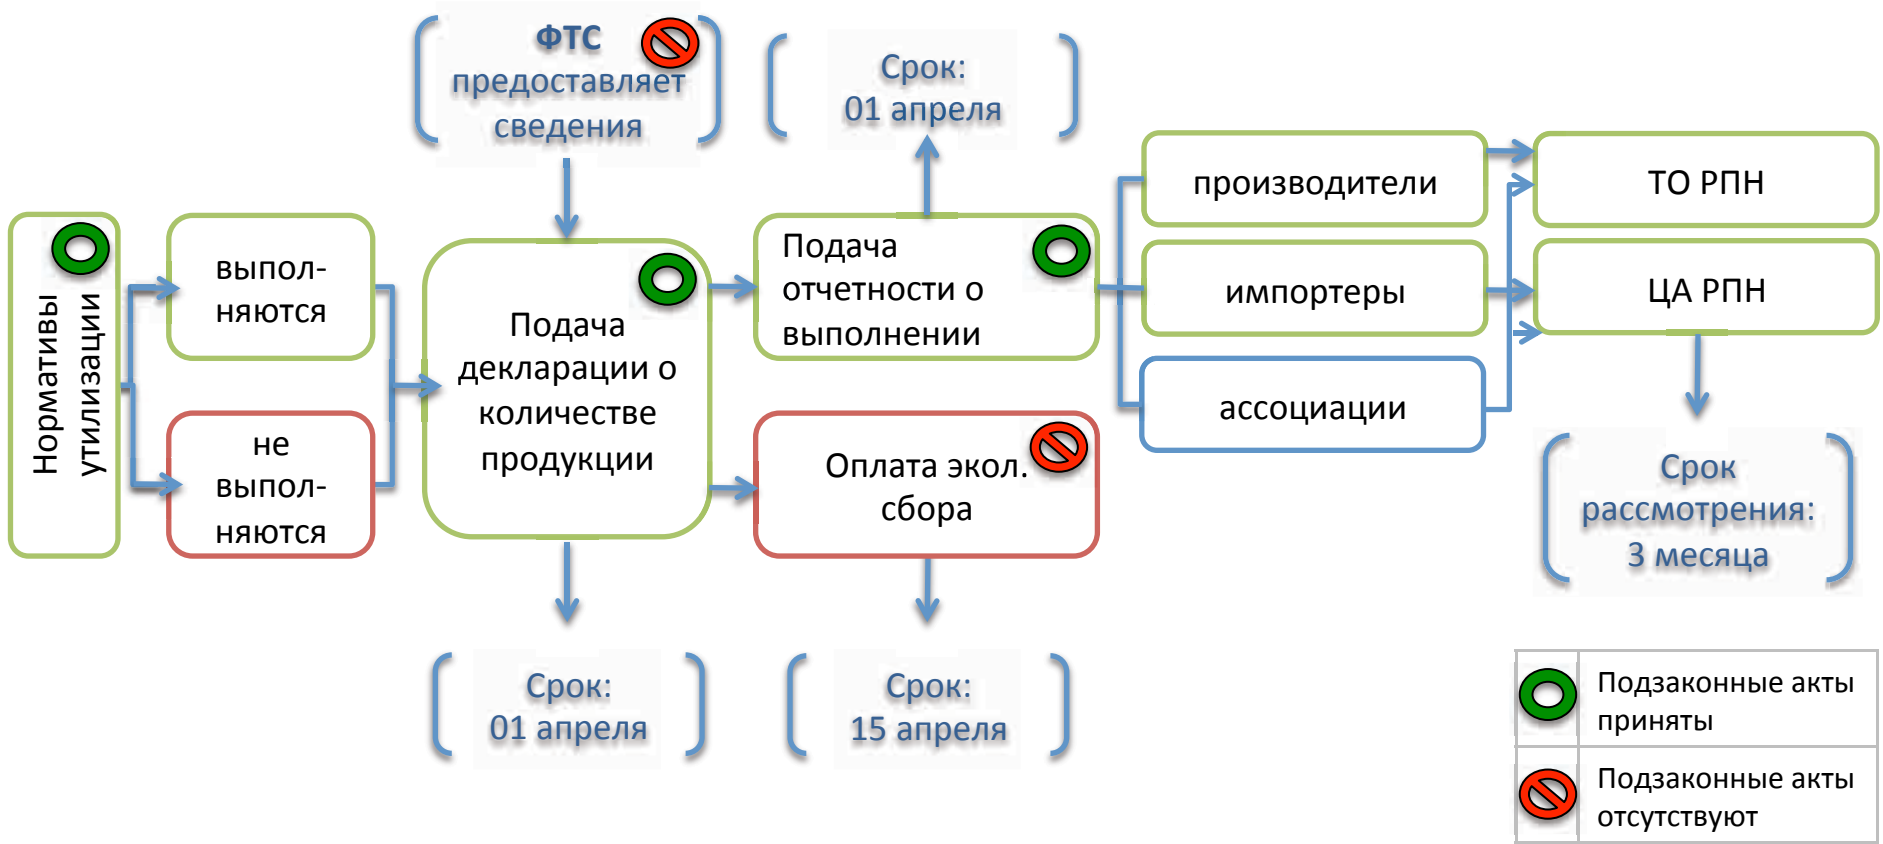 Нормативы
утилизации
выпол-
няются
не
выпол-
няются
ФТС
предоставляет
сведения
Подача
декларации о
количестве
продукции
Срок:
01 апреля
Срок:
01 апреля
Подача
отчетности о
выполнении
Оплата экол.
сбора
Срок:
15 апреля
производители
импортеры
ассоциации
ТО РПН
ЦА РПН
Срок
рассмотрения:
3 месяца
Подзаконные акты
приняты
Подзаконные акты
отсутствуют